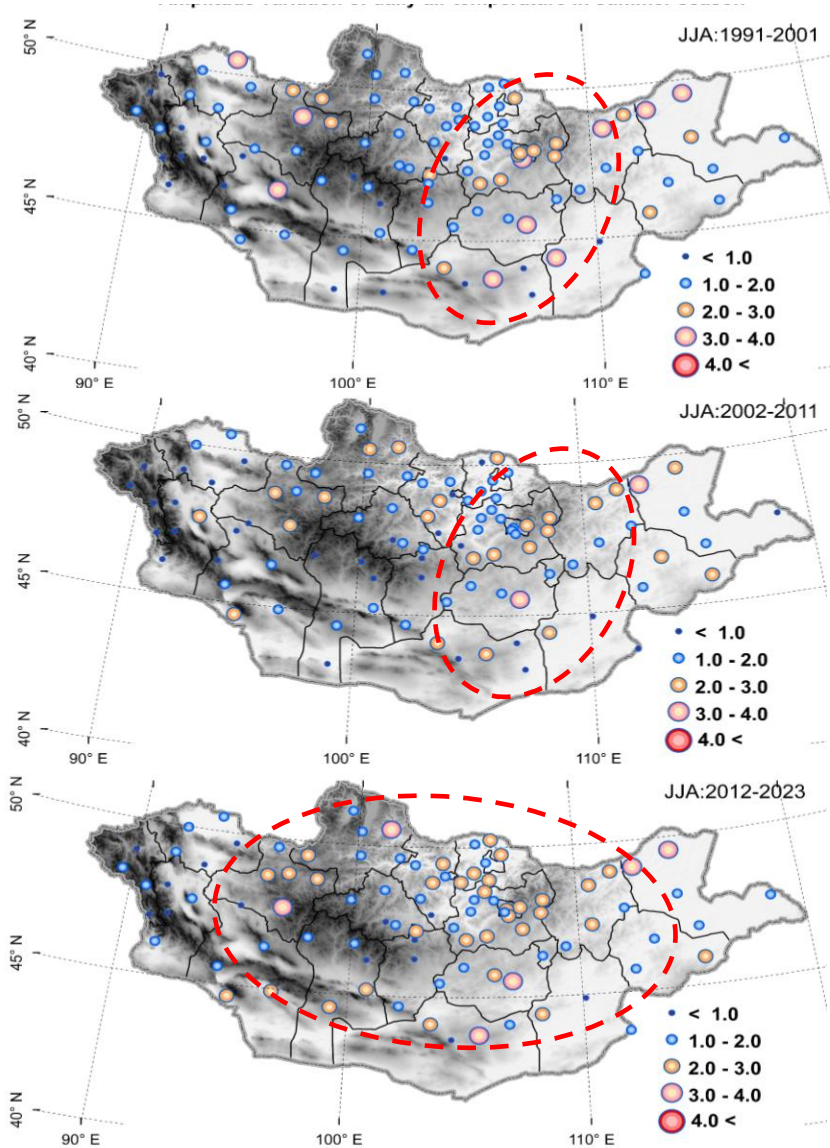 JJA:1991-2001
50° N
45° N
40° N
90° E
100° E
110° E
< 1.0
1.0 - 2.0
2.0 - 3.0
3.0 - 4.0
4.0 <
JJA:2002-2011
50° N
45° N
40° N
90° E
100° E
110° E
< 1.0
1.0 - 2.0
2.0 - 3.0
3.0 - 4.0
4.0 <
JJA:2012-2023
50° N
45° N
40° N
90° E
100° E
110° E
< 1.0
1.0 - 2.0
2.0 - 3.0
3.0 - 4.0
4.0 <